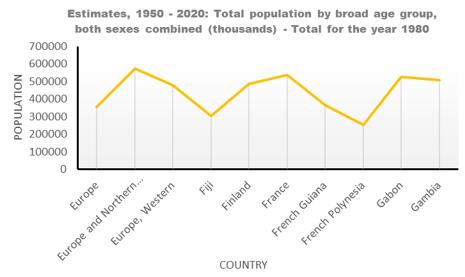 Estimates, 1950 - 2020: Total population by broad age group,
both sexes combined (thousands) - Total for the year 1980
700000
600000
500000
400000
300000
200000
100000
0
POPULATION
Europe
Europe and Northern...
Europe, Western
Fiji
Finland
France
French Guiana
French Polynesia
Gabon
Gambia
COUNTRY